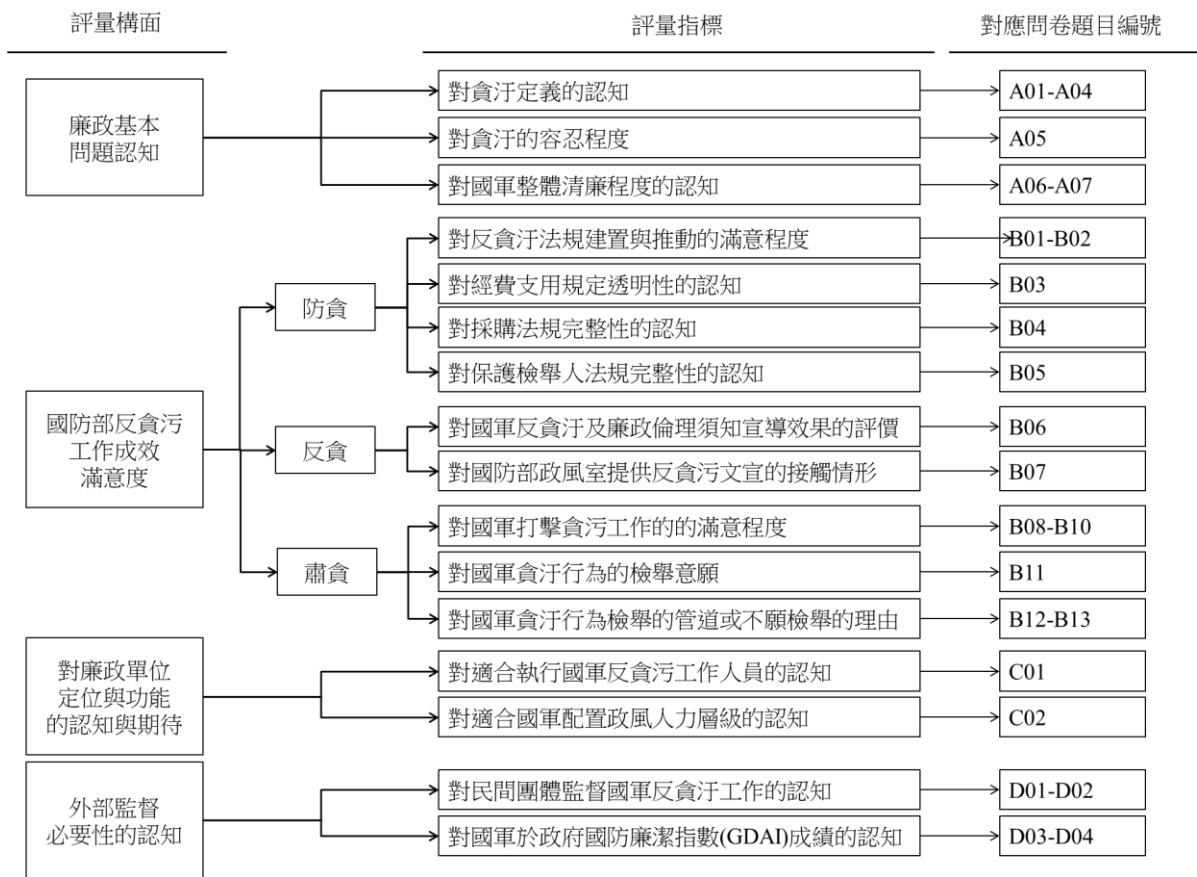 評量構面 評量指標 對應問卷題目編號
廉政基本
問題認知
對貪汙定義的認知 A01-A04
對貪汙的容忍程度 A05
對國軍整體清廉程度的認知 A06-A07
國防部反貪污
工作成效
滿意度
防貪
對反貪汙法規建置與推動的滿意程度 B01-B02
對經費支用規定透明性的認知 B03
對採購法規完整性的認知 B04
對保護檢舉人法規完整性的認知 B05
反貪
對國軍反貪汙及廉政倫理須知宣導效果的評價 B06
對國防部政風室提供反貪污文宣的接觸情形 B07
肅貪
對國軍打擊貪污工作的的滿意程度 B08-B10
對國軍貪汙行為的檢舉意願 B11
對國軍貪汙行為檢舉的管道或不願檢舉的理由 B12-B13
對廉政單位
定位與功能
的認知與期待
對適合執行國軍反貪污工作人員的認知 C01
對適合國軍配置政風人力層級的認知 C02
外部監督
必要性的認知
對民間團體監督國軍反貪汙工作的認知 D01-D02
對國軍於政府國防廉潔指數(GDAI)成績的認知 D03-D04